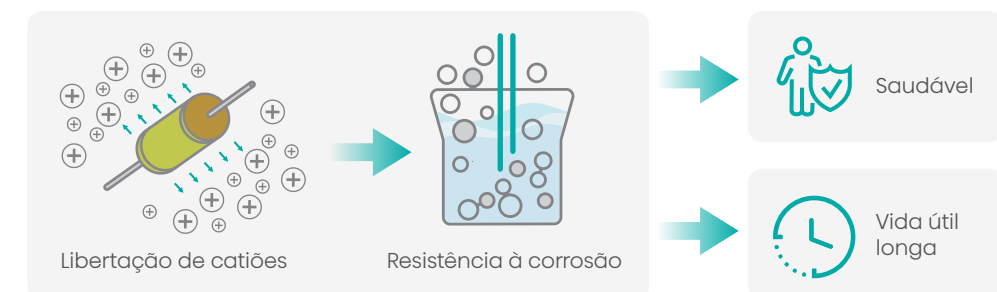 Libertação de catiões
Resistência à corrosão
Saudável
Vida útil
longa